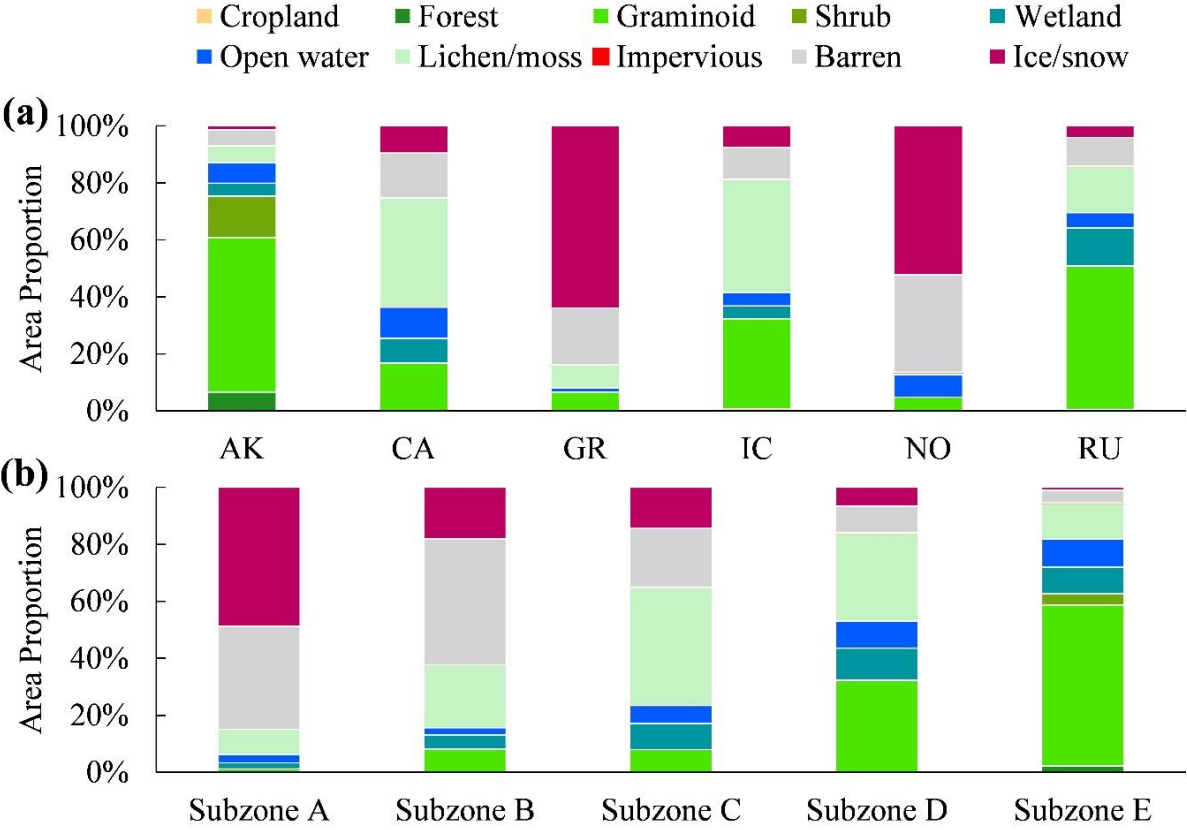 Cropland Forest Graminoid Shrub Wetland
Open water Lichen/moss Impervious Barren Ice/snow
(a)
100%
80%
60%
40%
20%
0%
Area Proportion
AK CA GR IC NO RU
(b)
100%
80%
60%
40%
20%
0%
Area Proportion
Subzone A Subzone B Subzone C Subzone D Subzone E